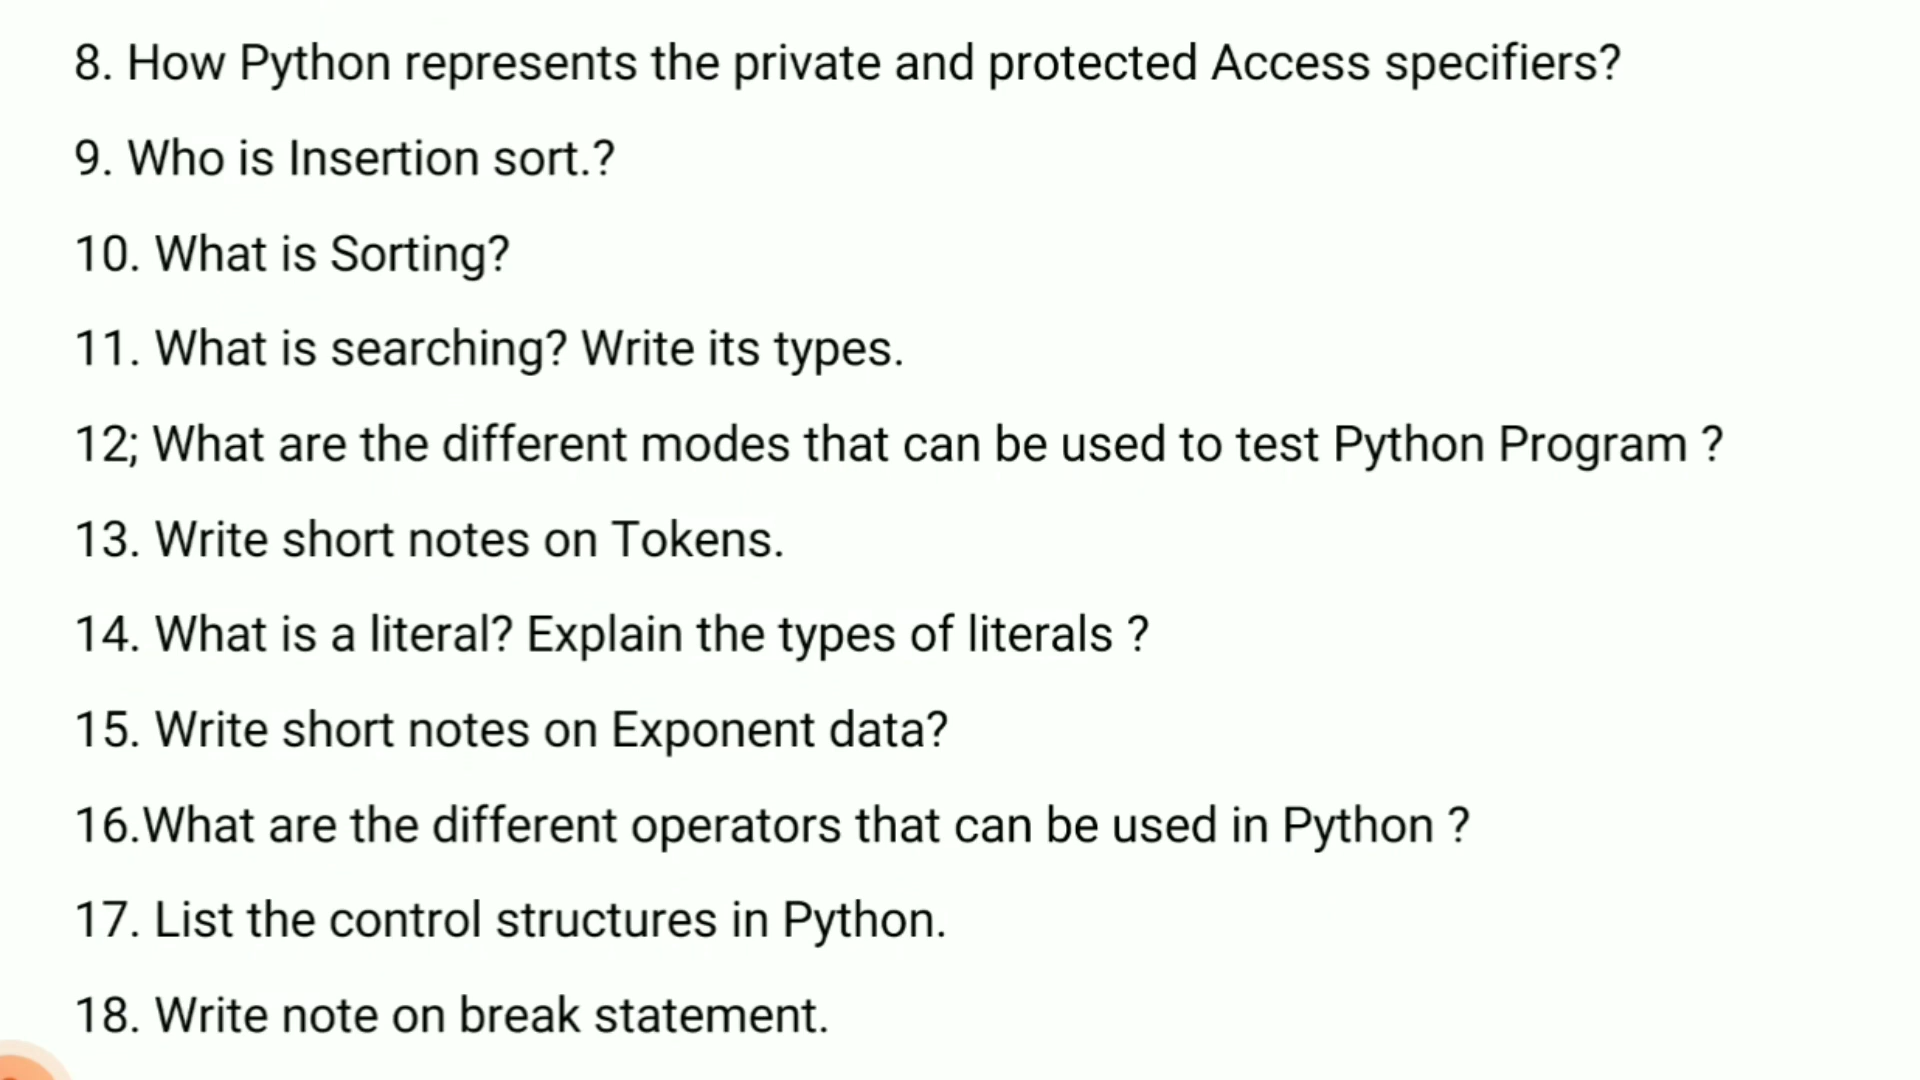 8. How Python represents the private and protected Access specifiers?
9. Who is Insertion sort.?
10. What is Sorting?
11. What is searching? Write its types.
12; What are the different modes that can be used to test Python Program ?
13. Write short notes on Tokens.
14. What is a literal? Explain the types of literals ?
15. Write short notes on Exponent data?
16.What are the different operators that can be used in Python ?
17. List the control structures in Python.
18. Write note on break statement.